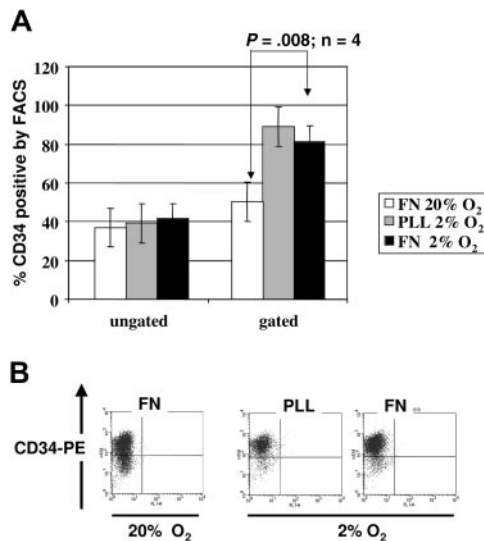 A
P = .008; n = 4
% CD34 positive by FACS
120
100
80
60
40
20
0
ungated
gated
FN 20% O₂
PLL 2% O₂
FN 2% O₂
B
CD34-PE
FN
PLL
FN
20% O₂
2% O₂